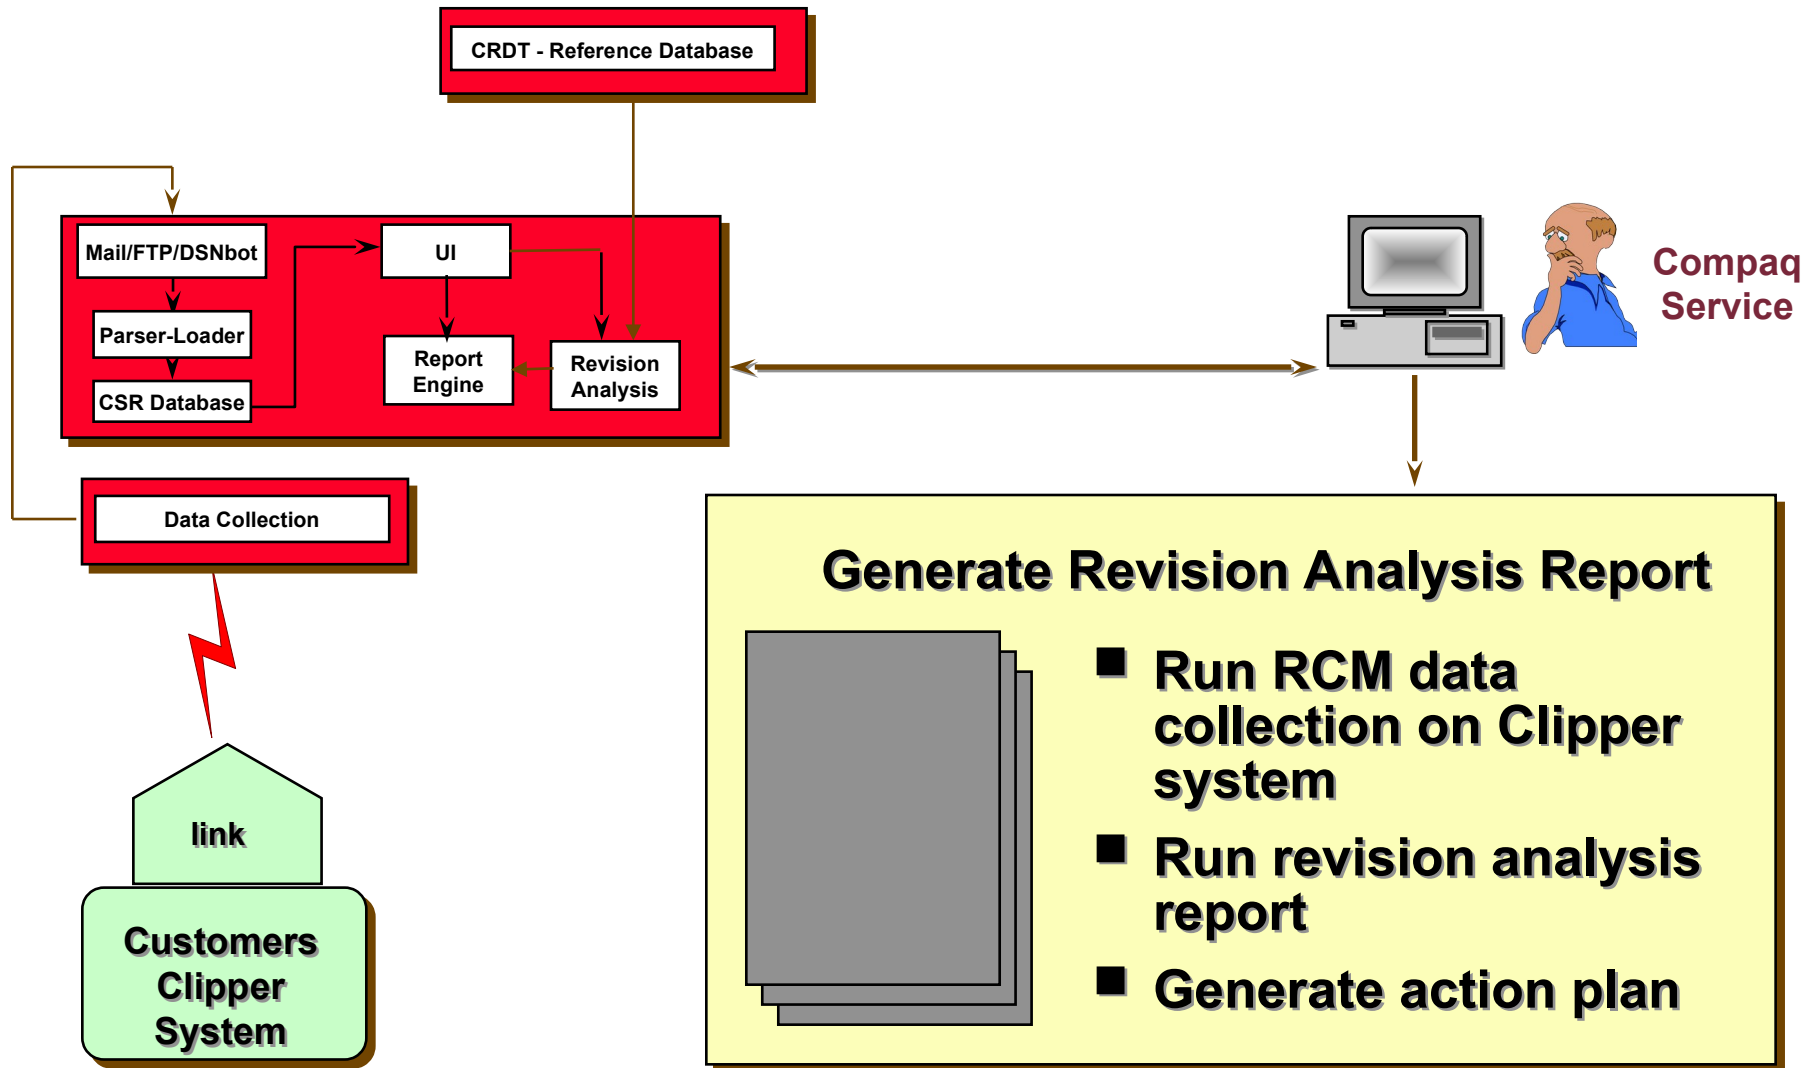 CRDT - Reference Database
Mail/FTP/DSNbot
UI
Parser-Loader
Report
Engine
Revision
Analysis
CSR Database
Compaq
Service
Data Collection
link
Customers
Clipper
System
Generate Revision Analysis Report
■ Run RCM data
collection on Clipper
system
■ Run revision analysis
report
■ Generate action plan